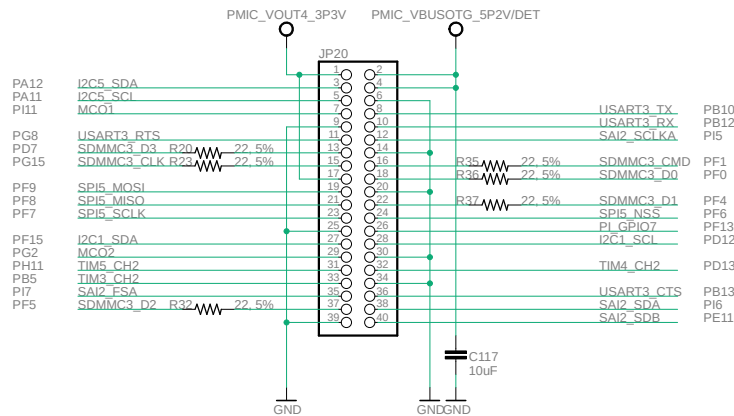 PMIC_VOUT4_3P3V PMIC_VBUSOTG_5P2V/DET
JP20
1 2
PA12 I2C5_SDA 3 4
PA11 I2C5_SCL 5 6
PI11 MCO1 7 8 USART3_TX PB10
9 10 USART3_RX PB12
PG8 USART3_RTS 11 12 SAI2_SCLKA PI5
PD7 SDMMC3_D3 R20 22, 5% 13 14
PG15 SDMMC3_CLK R23 22, 5% 15 16 R35 22, 5% SDMMC3_CMD PF1
17 18 R36 22, 5% SDMMC3_D0 PF0
PF9 SPI5_MOSI 19 20
PF8 SPI5_MISO 21 22 R37 22, 5% SDMMC3_D1 PF4
PF7 SPI5_SCLK 23 24 SPI5_NSS PF6
25 26 PI_GPIO7 PF13
PF15 I2C1_SDA 27 28 I2C1_SCL PD12
PG2 MCO2 29 30
PH11 TIM5_CH2 31 32 TIM4_CH2 PD13
PB5 TIM3_CH2 33 34
PI7 SAI2_FSA 35 36 USART3_CTS PB13
PF5 SDMMC3_D2 R32 22, 5% 37 38 SAI2_SDA PI6
39 40 SAI2_SDB PE11
C117
10uF
GND GND GND